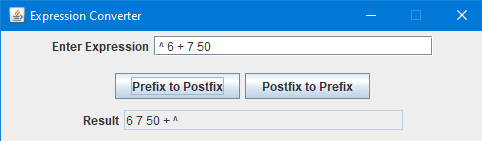 Expression Converter
Enter Expression ^ 6 + 7 50
Prefix to Postfix Postfix to Prefix
Result 6 7 50 + ^